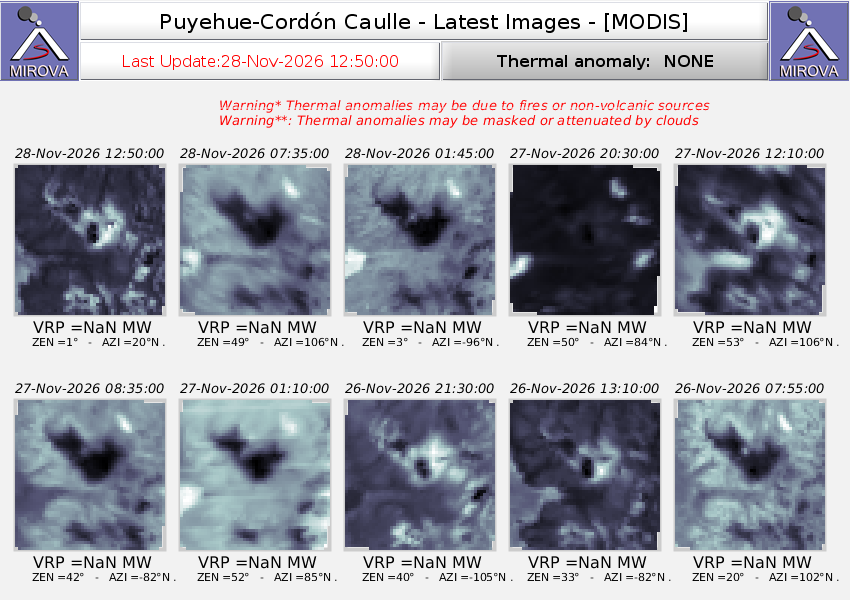 Puyehue-Cordón Caulle - Latest Images - [MODIS]
MIROVA
MIROVA
Last Update:28-Nov-2026 12:50:00
Thermal anomaly: NONE
Warning* Thermal anomalies may be due to fires or non-volcanic sources
Warning**: Thermal anomalies may be masked or attenuated by clouds
28-Nov-2026 12:50:00
28-Nov-2026 07:35:00
28-Nov-2026 01:45:00
27-Nov-2026 20:30:00
27-Nov-2026 12:10:00
VRP =NaN MW
VRP =NaN MW
VRP =NaN MW
VRP =NaN MW
VRP =NaN MW
ZEN =1° - AZI =20°N .
ZEN =49° - AZI =106°N .
ZEN =3° - AZI =-96°N .
ZEN =50° - AZI =84°N .
ZEN =53° - AZI =106°N .
27-Nov-2026 08:35:00
27-Nov-2026 01:10:00
26-Nov-2026 21:30:00
26-Nov-2026 13:10:00
26-Nov-2026 07:55:00
VRP =NaN MW
VRP =NaN MW
VRP =NaN MW
VRP =NaN MW
VRP =NaN MW
ZEN =42° - AZI =-82°N .
ZEN =52° - AZI =85°N .
ZEN =40° - AZI =-105°N .
ZEN =33° - AZI =-82°N .
ZEN =20° - AZI =102°N .